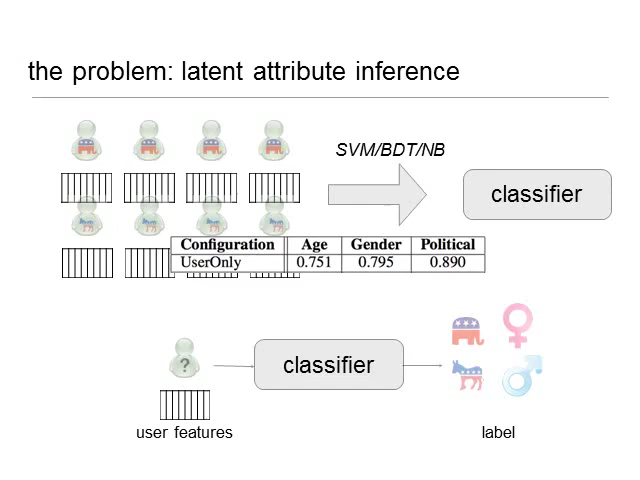 the problem: latent attribute inference
SVM/BDT/NB
classifier
Configuration Age Gender Political
UserOnly 0.751 0.795 0.890
?
classifier
user features
label